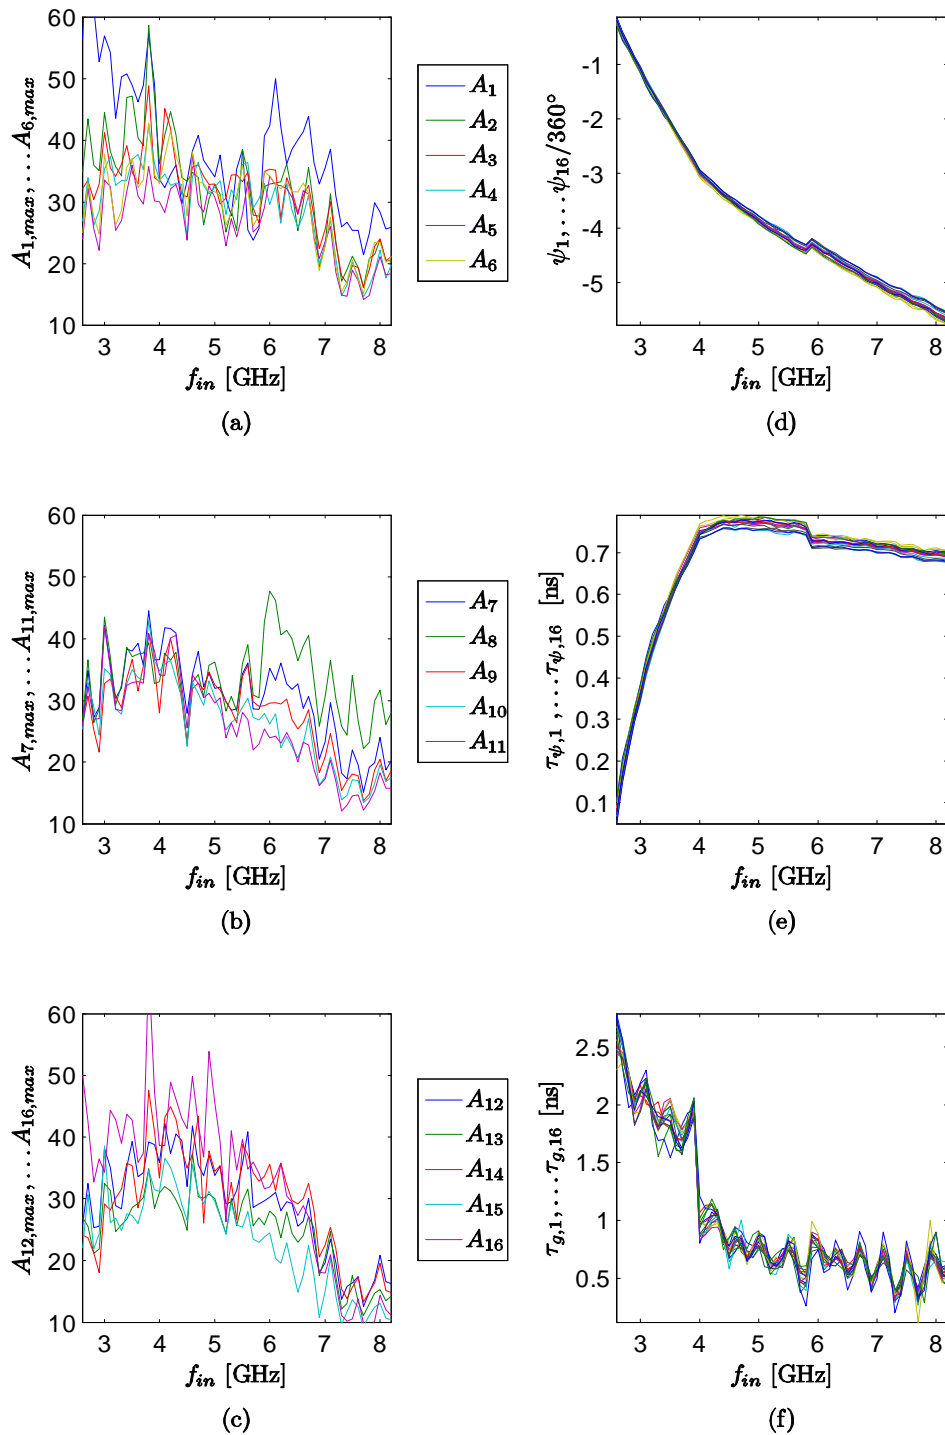 60
50
40
30
20
10
3 4 5 6 7 8
A1,max, . . . A6,max
f_in [GHz]
(a)
A1
A2
A3
A4
A5
A6
-1
-2
-3
-4
-5
3 4 5 6 7 8
ψ1, . . . ψ16/360°
f_in [GHz]
(d)
60
50
40
30
20
10
3 4 5 6 7 8
A7,max, . . . A11,max
f_in [GHz]
(b)
A7
A8
A9
A10
A11
0.7
0.6
0.5
0.4
0.3
0.2
0.1
3 4 5 6 7 8
τψ,1 , . . . τψ,16 [ns]
f_in [GHz]
(e)
60
50
40
30
20
10
3 4 5 6 7 8
A12,max, . . . A16,max
f_in [GHz]
(c)
A12
A13
A14
A15
A16
2.5
2
1.5
1
0.5
3 4 5 6 7 8
τg,1, . . . τg,16 [ns]
f_in [GHz]
(f)